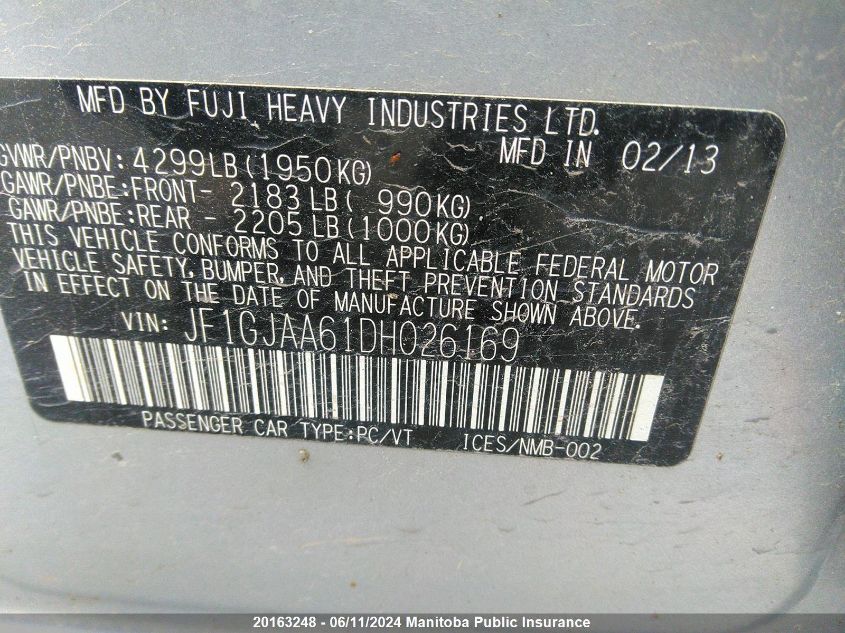 MFD BY FUJI HEAVY INDUSTRIES LTD.
MFD IN 02/13
GVWR/PNBV: 4299LB(1950KG)
GAWR/PNBE:FRONT- 2183LB( 990KG)
GAWR/PNBE:REAR - 2205LB(1000KG)
THIS VEHICLE CONFORMS TO ALL APPLICABLE FEDERAL MOTOR
VEHICLE SAFETY, BUMPER, AND THEFT PREVENTION STANDARDS
IN EFFECT ON THE DATE OF MANUFACTURE SHOWN ABOVE.
VIN: JF1GJAA61DH026169
PASSENGER CAR TYPE:PC/VT ICES/NMB-002
20163248 - 06/11/2024 Manitoba Public Insurance